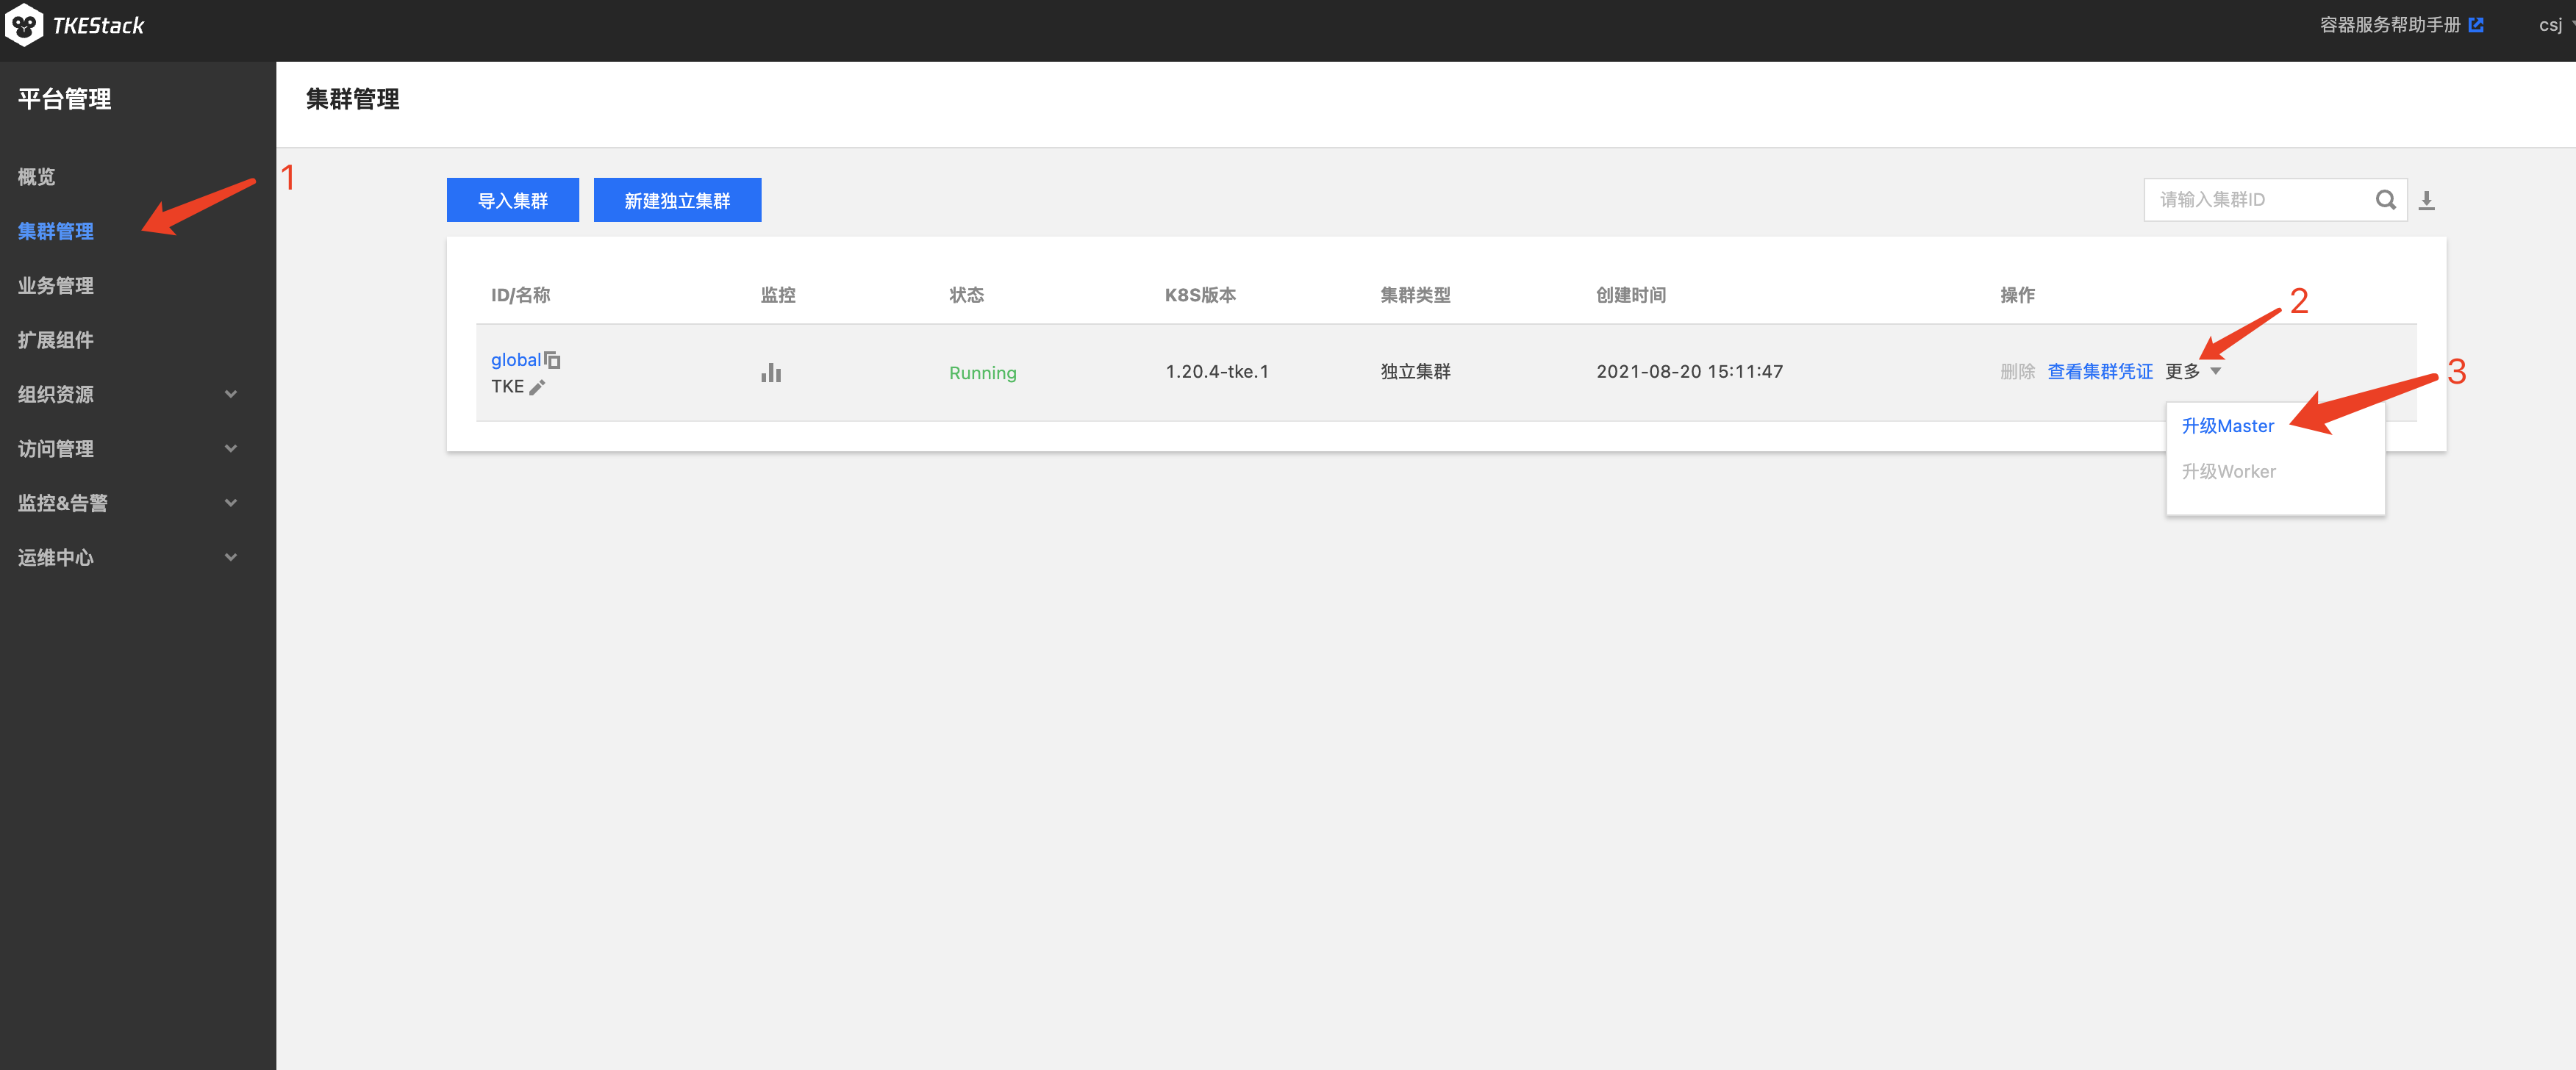 TKEStack
容器服务帮助手册
csj
平台管理
概览
集群管理
业务管理
扩展组件
组织资源
访问管理
监控&告警
运维中心
集群管理
1
导入集群
新建独立集群
请输入集群ID
ID/名称
监控
状态
K8S版本
集群类型
创建时间
操作
2
global
TKE
Running
1.20.4-tke.1
独立集群
2021-08-20 15:11:47
删除
查看集群凭证
更多
3
升级Master
升级Worker